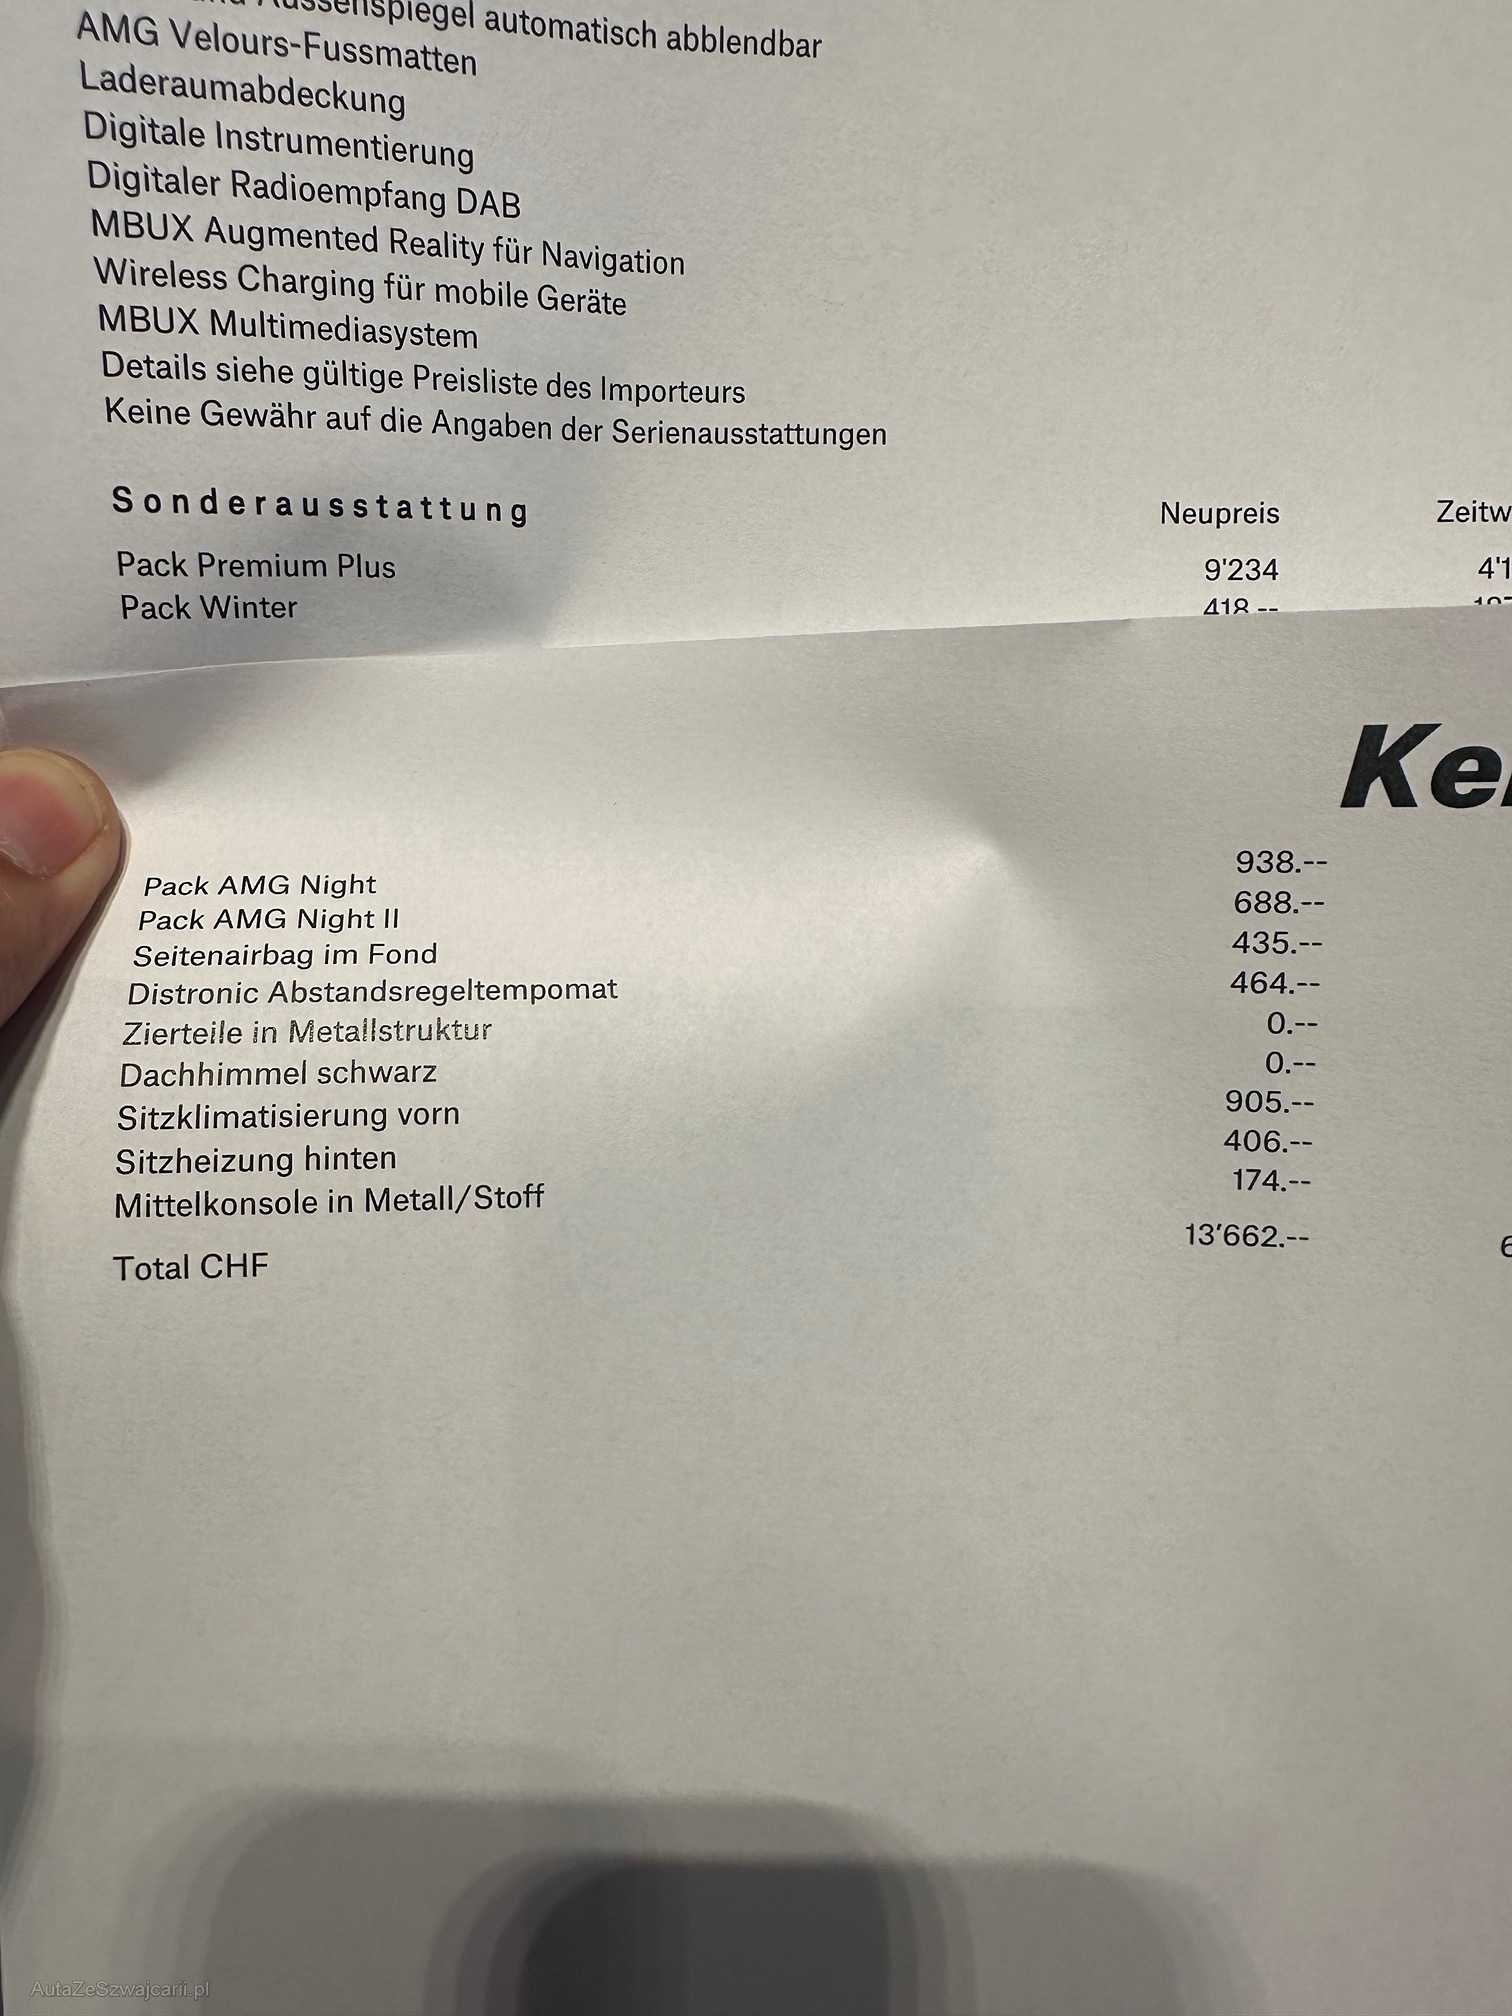 Aussenspiegel automatisch abblendbar
AMG Velours-Fussmatten
Laderaumabdeckung
Digitale Instrumentierung
Digitaler Radioempfang DAB
MBUX Augmented Reality für Navigation
Wireless Charging für mobile Geräte
MBUX Multimediasystem
Details siehe gültige Preisliste des Importeurs
Keine Gewähr auf die Angaben der Serienausstattungen
Sonderausstattung Neupreis
Pack Premium Plus 9'234
Pack Winter 418.--
Pack AMG Night 938.--
Pack AMG Night II 688.--
Seitenairbag im Fond 435.--
Distronic Abstandsregeltempomat 464.--
Zierteile in Metallstruktur 0.--
Dachhimmel schwarz 0.--
Sitzklimatisierung vorn 905.--
Sitzheizung hinten 406.--
Mittelkonsole in Metall/Stoff 174.--
Total CHF 13'662.--
AutaZeSzwajcarii.pl